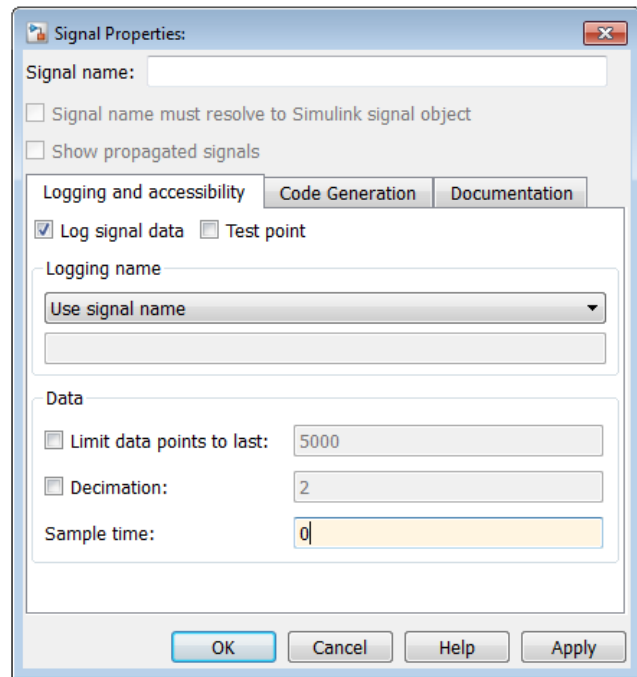 Signal Properties:
Signal name:
Signal name must resolve to Simulink signal object
Show propagated signals
Logging and accessibility Code Generation Documentation
Log signal data Test point
Logging name
Use signal name
Data
Limit data points to last: 5000
Decimation: 2
Sample time: 0
OK Cancel Help Apply